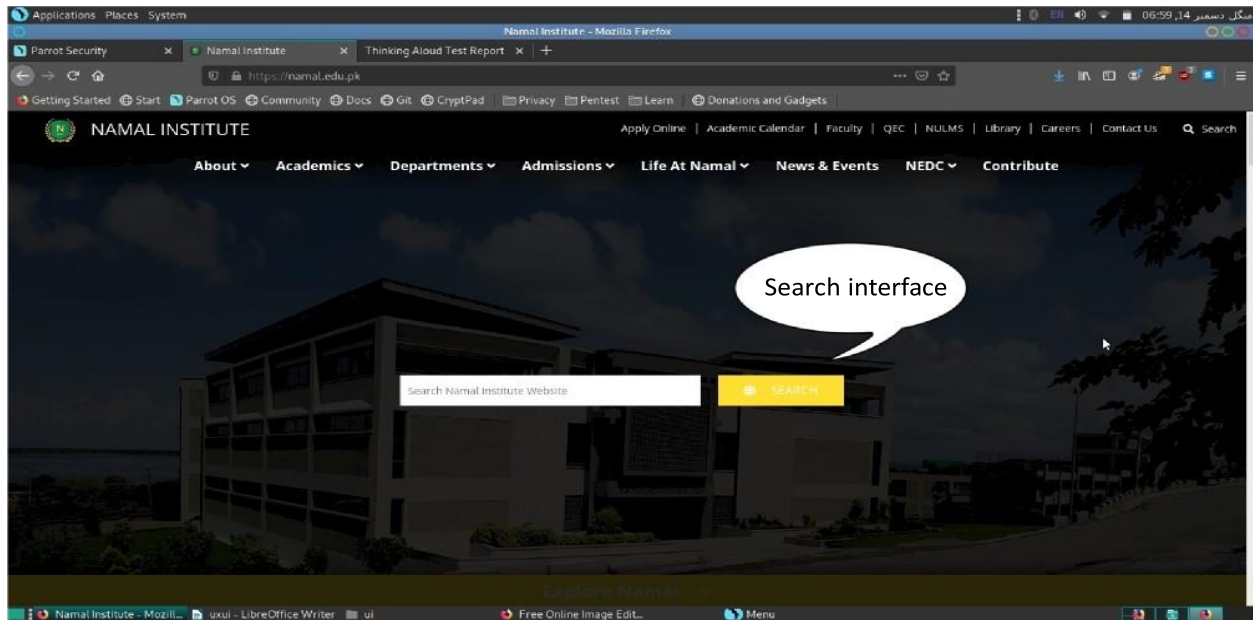 Applications Places System
EN
منگل دسمبر 14, 06:59
Namal Institute - Mozilla Firefox
Parrot Security × Namal Institute × Thinking Aloud Test Report × +
https://namal.edu.pk
Getting Started Start Parrot OS Community Docs Git CryptPad Privacy Pentest Learn Donations and Gadgets
NAMAL INSTITUTE
Apply Online | Academic Calendar | Faculty | QEC | NULMS | Library | Careers | Contact Us Search
About Academics Departments Admissions Life At Namal News & Events NEDC Contribute
Search interface
Search Namal Institute Website SEARCH
Explore Namal
Namal Institute - Mozill... uxui - LibreOffice Writer ui Free Online Image Edit... Menu